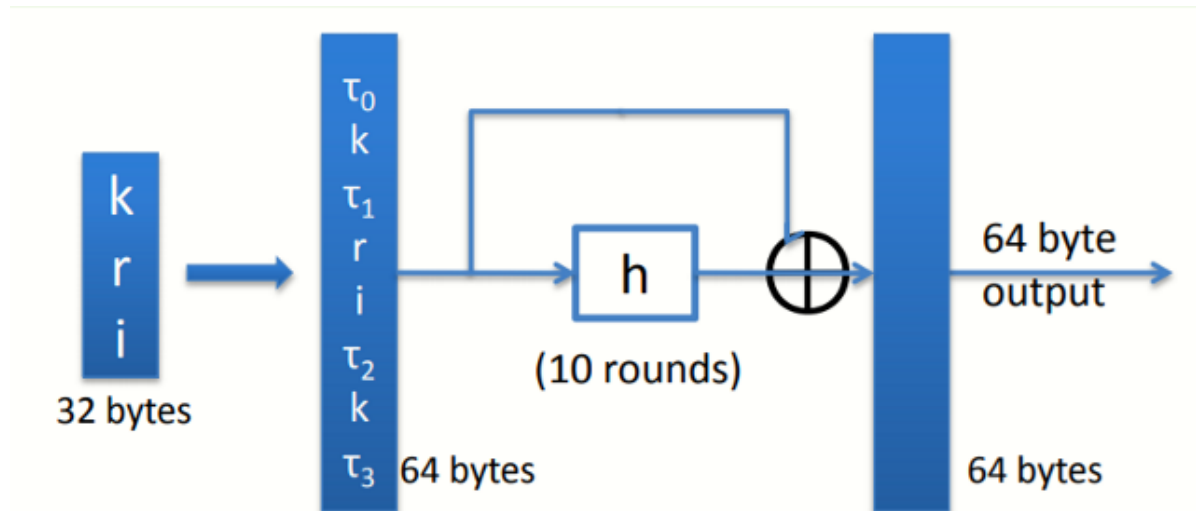 k
r
i
32 bytes
τ₀
k
τ₁
r
i
τ₂
k
τ₃
64 bytes
h
(10 rounds)
64 byte
output
64 bytes